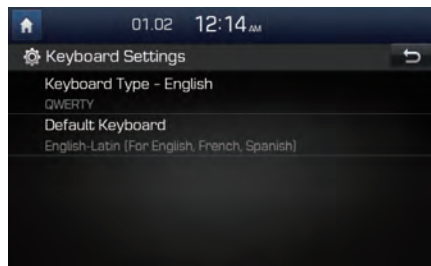 01.02 12:14 AM
Keyboard Settings
Keyboard Type - English
QWERTY
Default Keyboard
English-Latin (For English, French, Spanish)